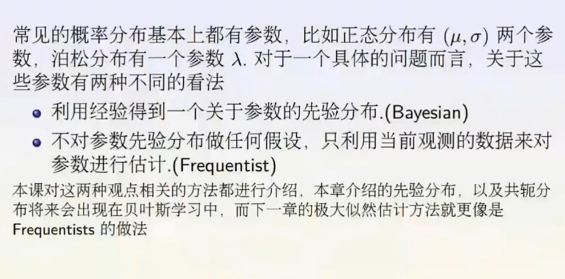 常见的概率分布基本上都有参数，比如正态分布有 (μ, σ) 两个参
数，泊松分布有一个参数 λ. 对于一个具体的问题而言，关于这
些参数有两种不同的看法
利用经验得到一个关于参数的先验分布.(Bayesian)
不对参数先验分布做任何假设，只利用当前观测的数据来对
参数进行估计.(Frequentist)
本课对这两种观点相关的方法都进行介绍，本章介绍的先验分布，以及共轭分
布将来会出现在贝叶斯学习中，而下一章的极大似然估计方法就更像是
Frequentists 的做法